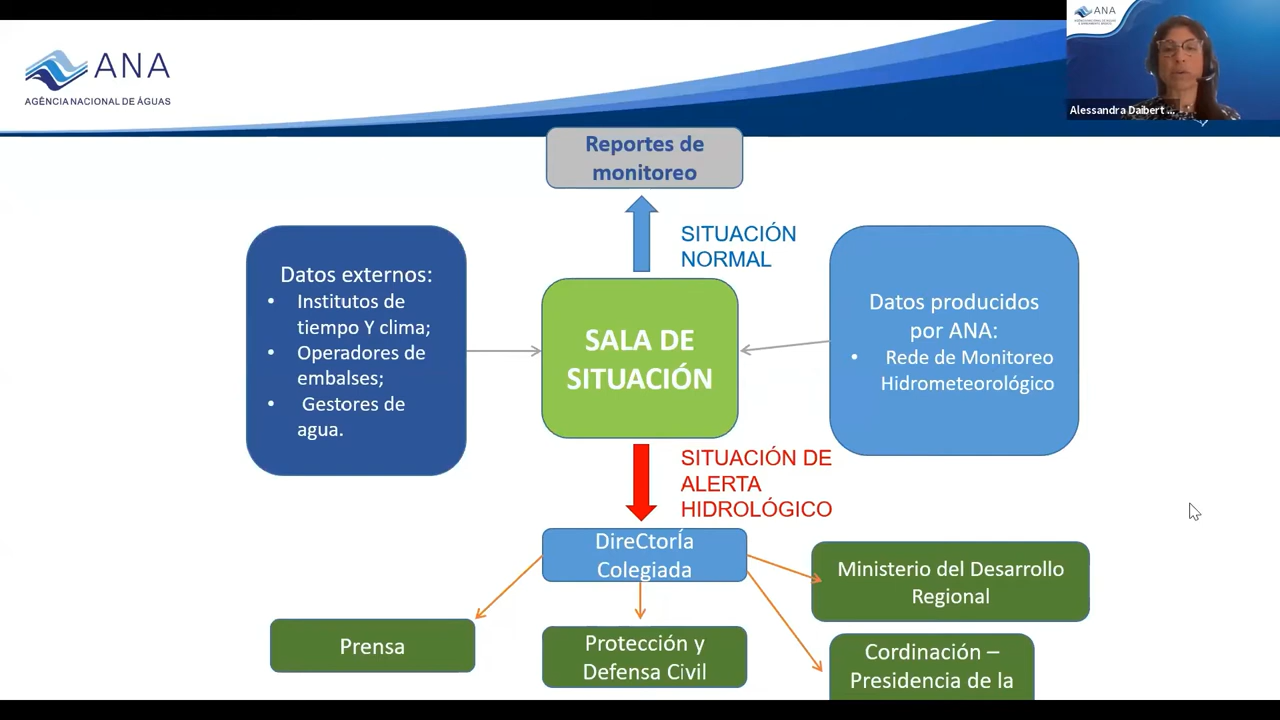 ANA
AGÊNCIA NACIONAL DE ÁGUAS
ANA
Alessandra Daibert ...
Reportes de
monitoreo
SITUACIÓN
NORMAL
Datos externos:
• Institutos de
tiempo Y clima;
• Operadores de
embalses;
• Gestores de
agua.
SALA DE
SITUACIÓN
Datos producidos
por ANA:
• Rede de Monitoreo
Hidrometeorológico
SITUACIÓN DE
ALERTA
HIDROLÓGICO
DireCtorÍa
Colegiada
Ministerio del Desarrollo
Regional
Prensa
Protección y
Defensa Civil
Cordinación –
Presidencia de la